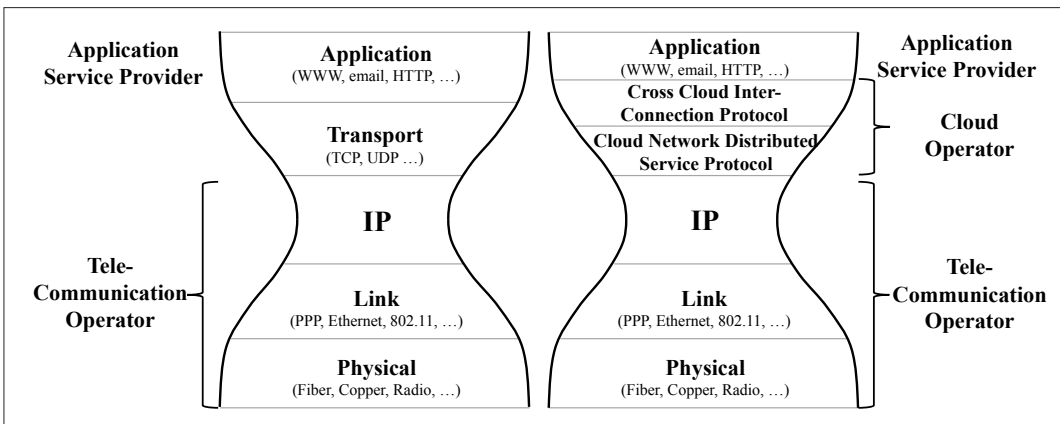 Application
Service Provider
Tele-
Communication
Operator
Application
(WWW, email, HTTP, …)
Transport
(TCP, UDP …)
IP
Link
(PPP, Ethernet, 802.11, …)
Physical
(Fiber, Copper, Radio, …)
Application
(WWW, email, HTTP, …)
Cross Cloud Inter-
Connection Protocol
Cloud Network Distributed
Service Protocol
IP
Link
(PPP, Ethernet, 802.11, …)
Physical
(Fiber, Copper, Radio, …)
Application
Service Provider
Cloud
Operator
Tele-
Communication
Operator